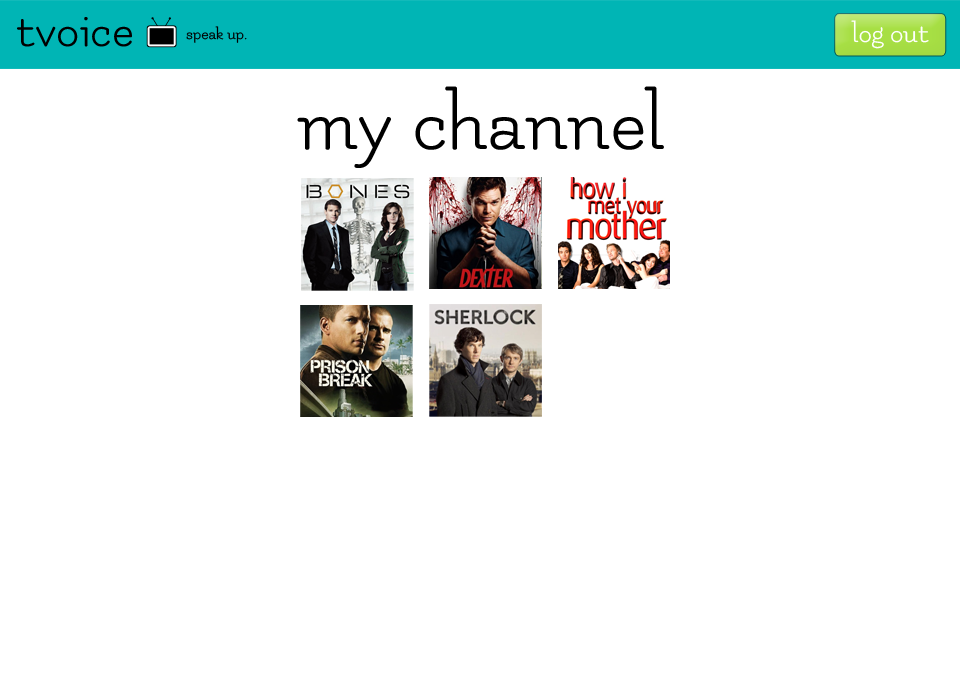 tvoice speak up. log out
my channel
BONES DEXTER how i met your mother
PRISON BREAK SHERLOCK